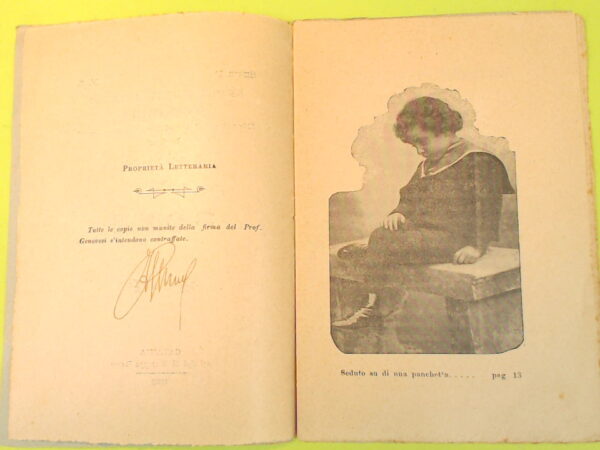 PROPRIETÀ LETTERARIA
Tutte le copie non munite della firma del Prof.
Genovesi s'intendono contraffate.
Seduto su di una panchetta..... pag 13